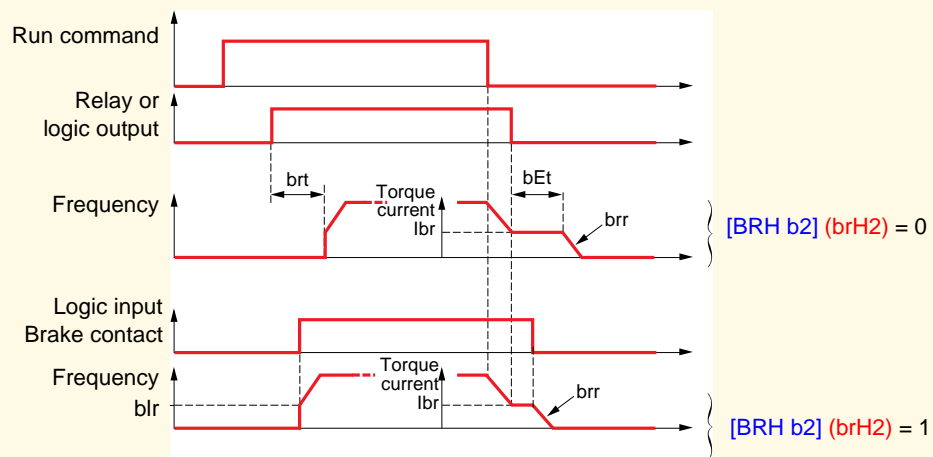 Run command
Relay or
logic output
brt
bEt
Frequency
Torque
current
Ibr
brr
[BRH b2] (brH2) = 0
Logic input
Brake contact
Frequency
bIr
Torque
current
Ibr
brr
[BRH b2] (brH2) = 1